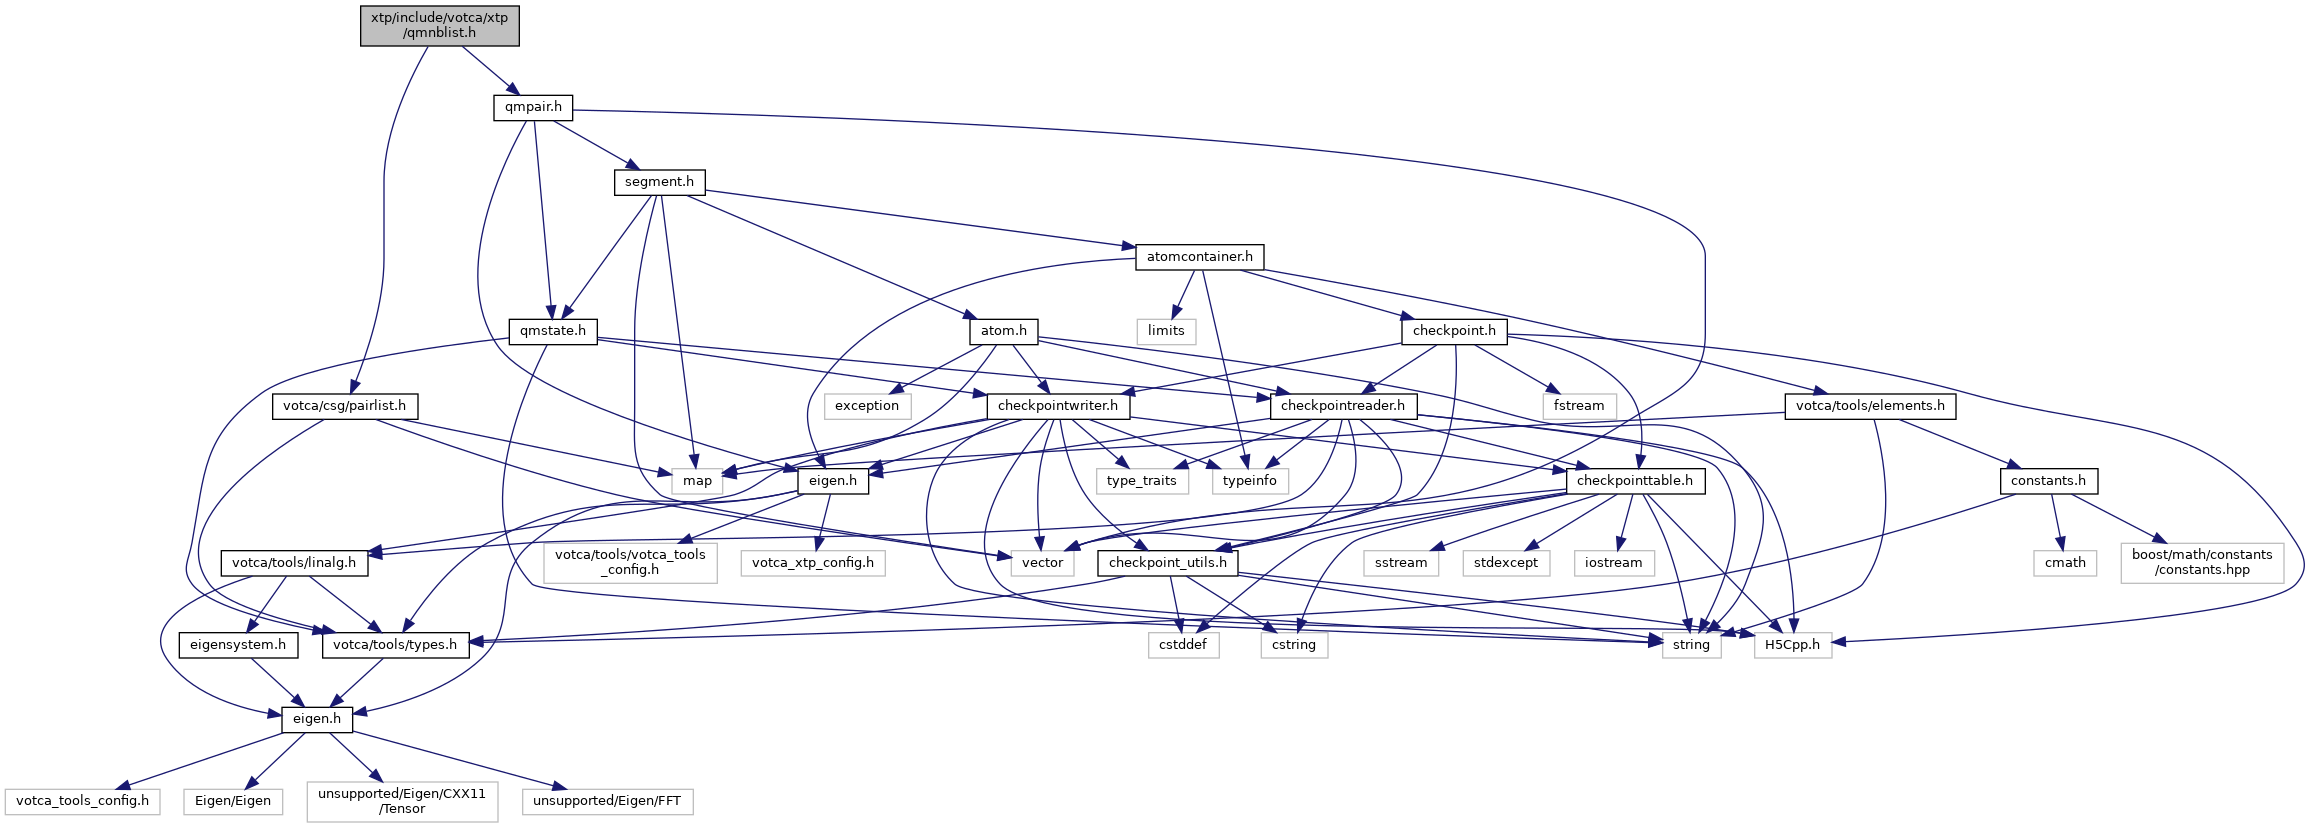 xtp/include/votca/xtp
/qmnblist.h
qmpair.h
segment.h
atomcontainer.h
qmstate.h
atom.h
limits
checkpoint.h
votca/csg/pairlist.h
exception
checkpointwriter.h
checkpointreader.h
fstream
votca/tools/elements.h
map
eigen.h
type_traits
typeinfo
checkpointtable.h
constants.h
votca/tools/linalg.h
votca/tools/votca_tools
_config.h
votca_xtp_config.h
vector
checkpoint_utils.h
sstream
stdexcept
iostream
cmath
boost/math/constants
/constants.hpp
eigensystem.h
votca/tools/types.h
cstddef
cstring
string
H5Cpp.h
eigen.h
votca_tools_config.h
Eigen/Eigen
unsupported/Eigen/CXX11
/Tensor
unsupported/Eigen/FFT